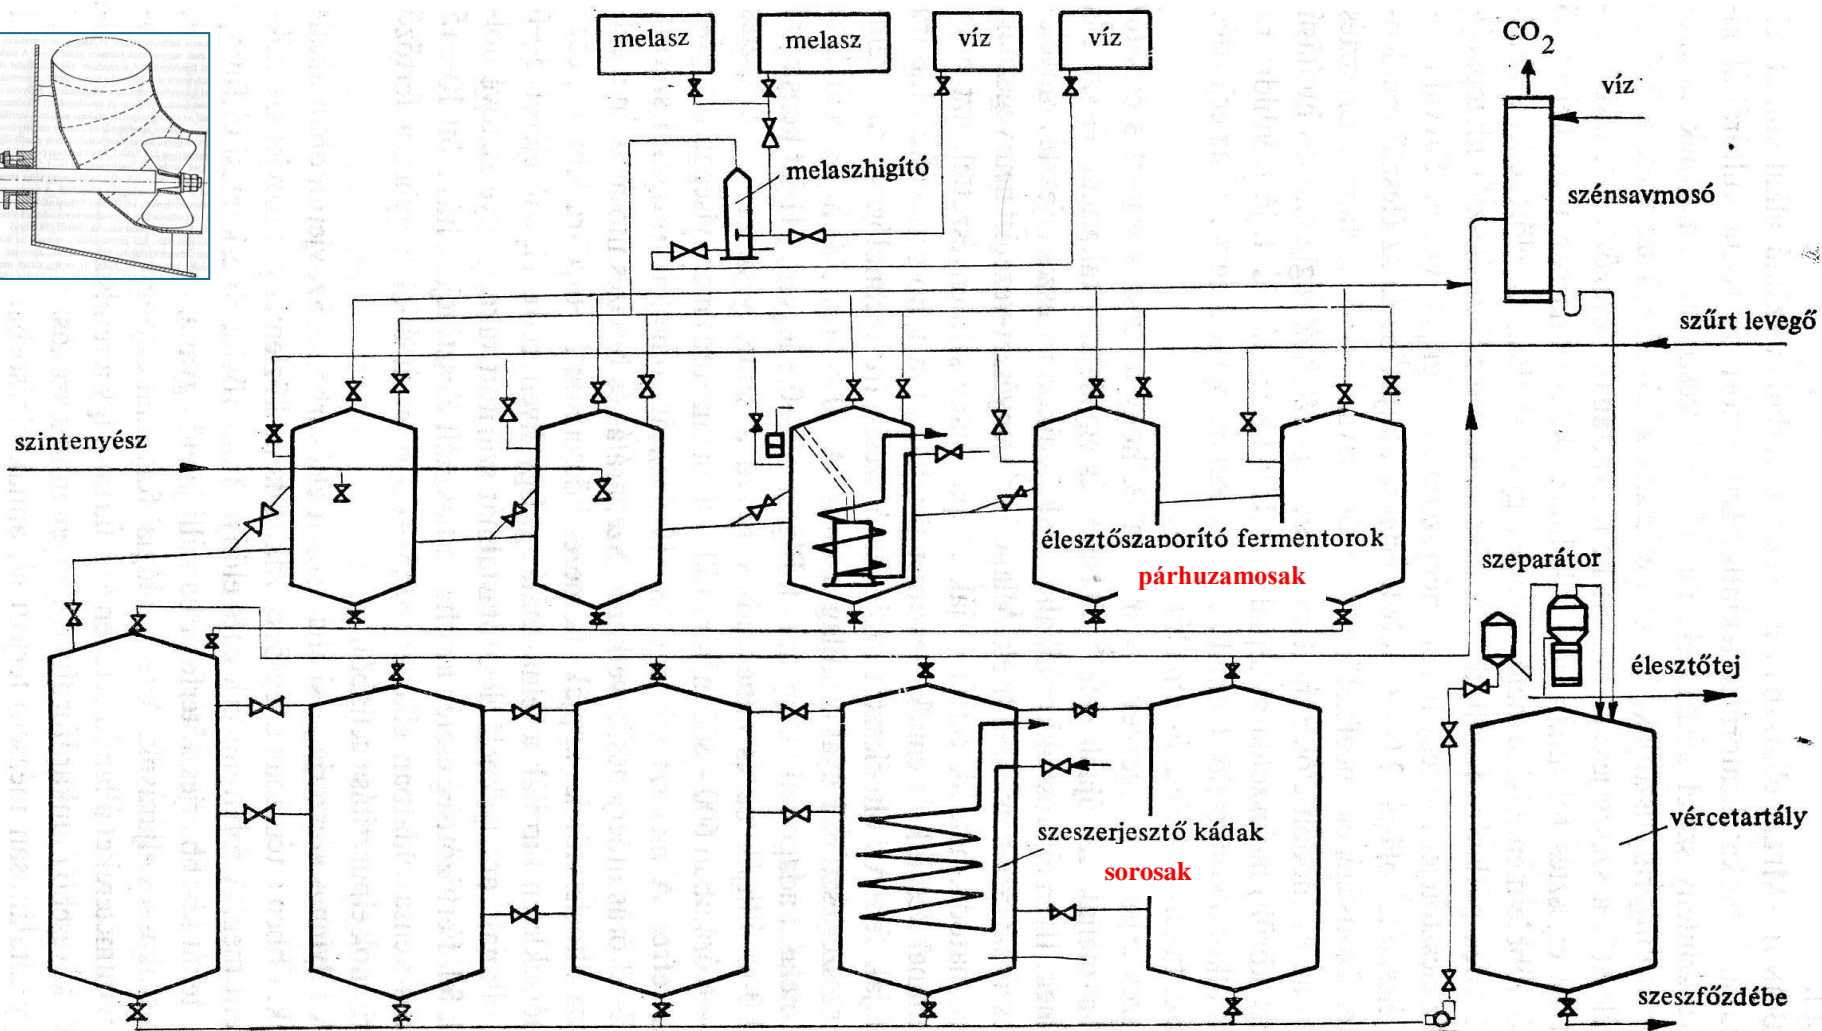 melasz
melasz
víz
víz
CO2
víz
melaszhigító
szénsavmosó
szűrt levegő
szintenyész
élesztőszaporító fermentorok
párhuzamosak
szeparátor
élesztőtej
vércetartály
szeszerjesztő kádak
sorosak
szeszfőzdébe